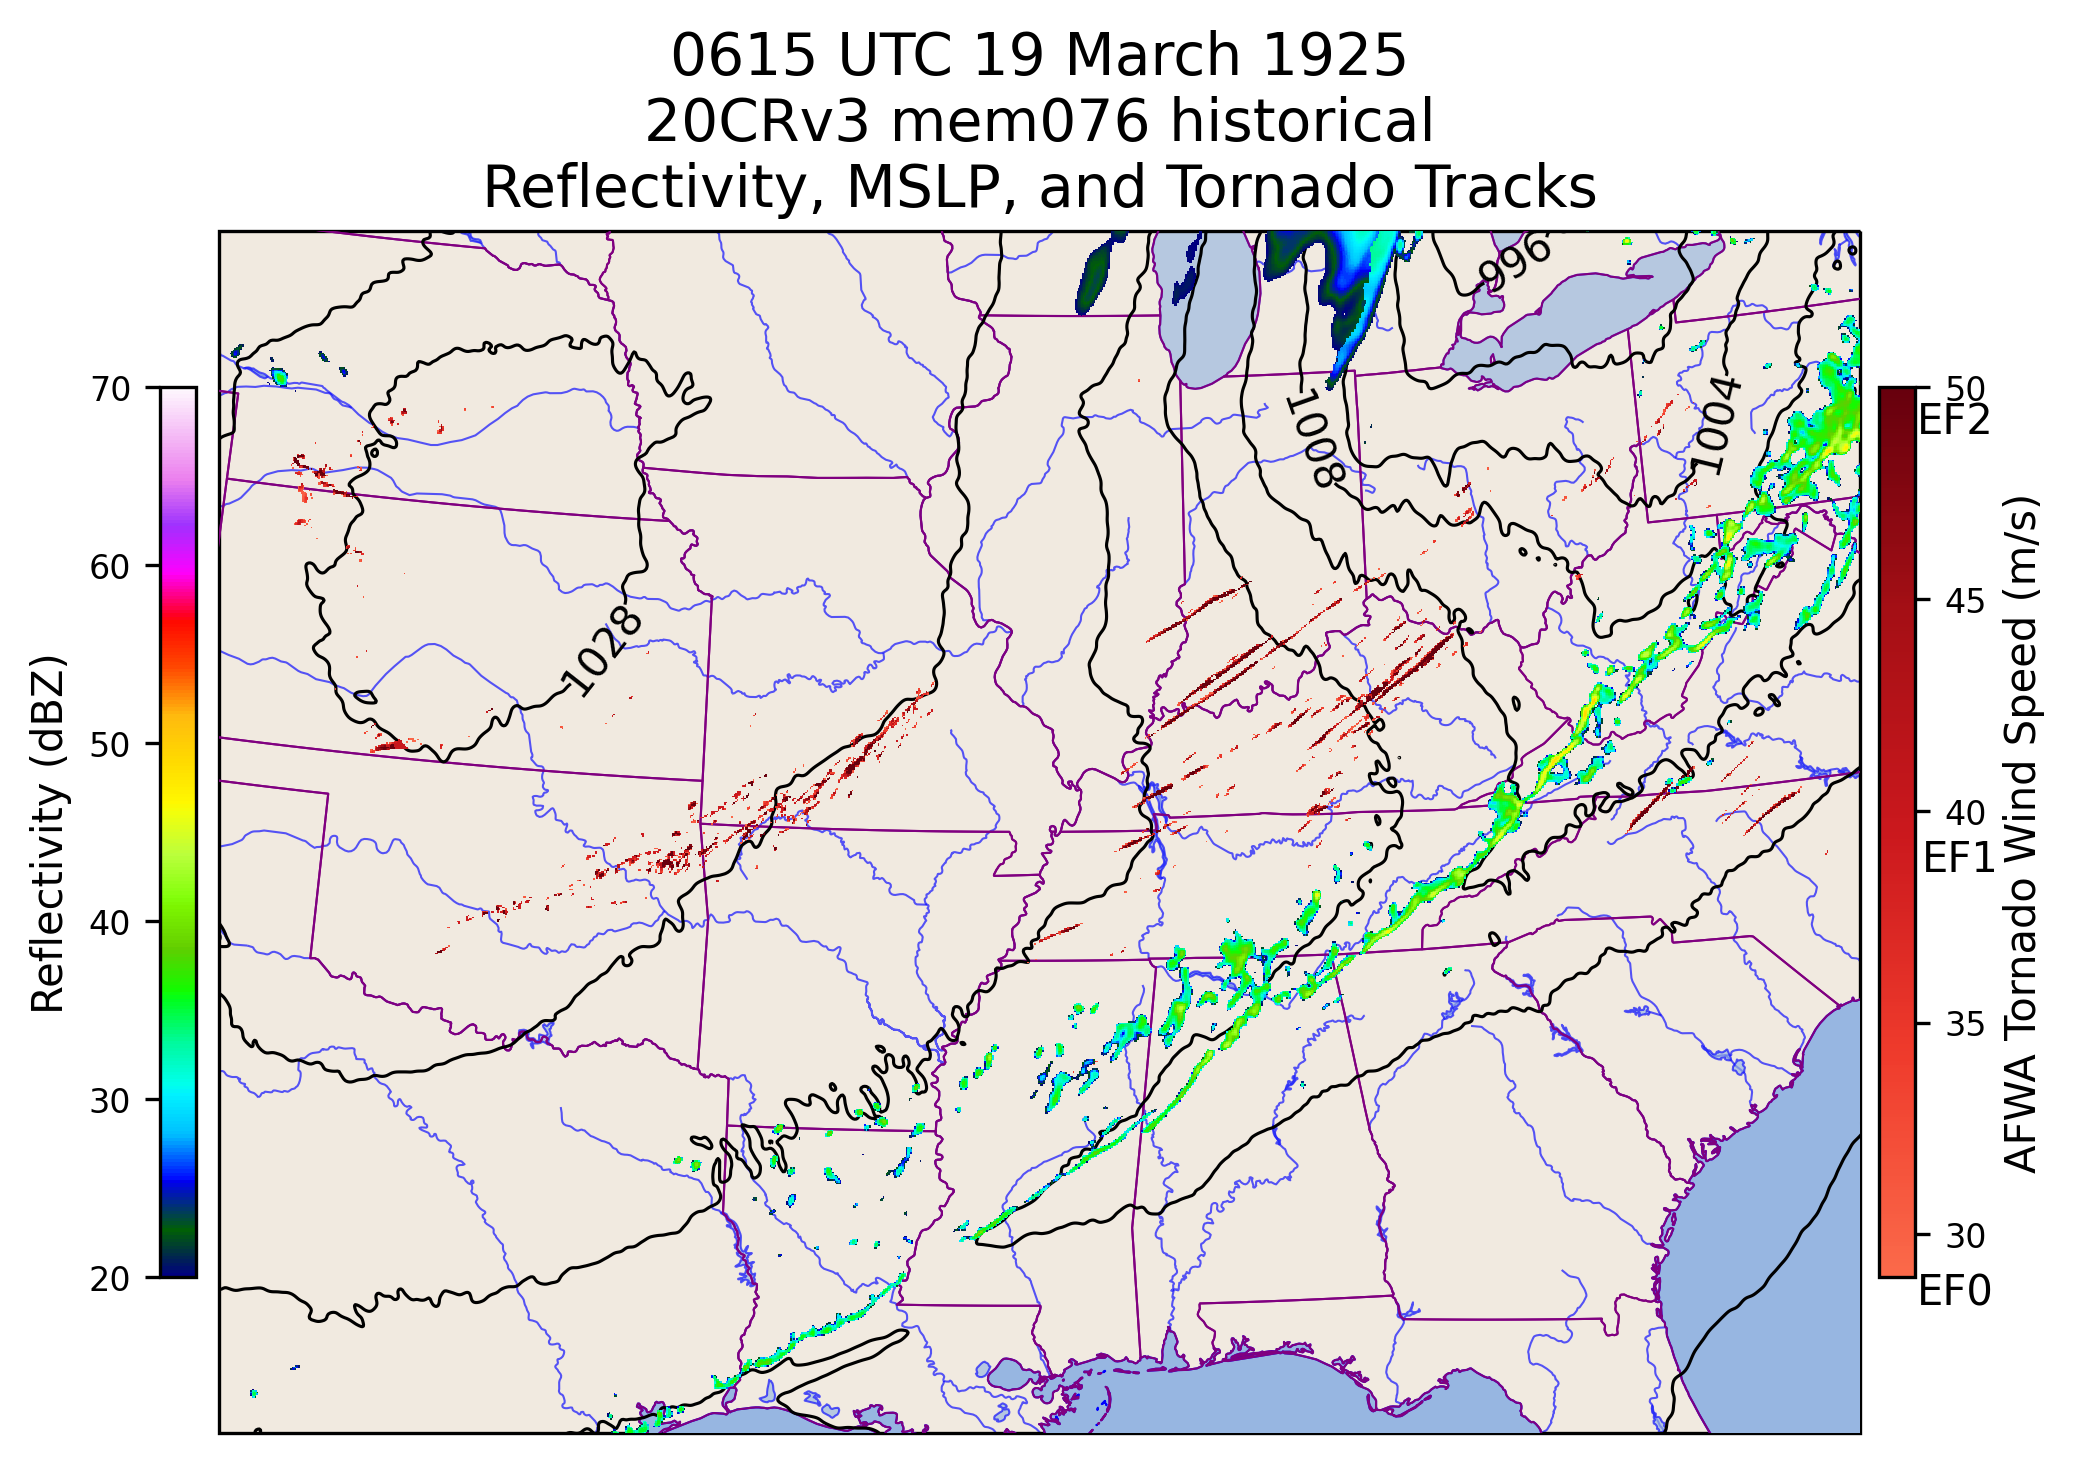 0615 UTC 19 March 1925
20CRv3 mem076 historical
Reflectivity, MSLP, and Tornado Tracks
996
1004
1008
1028
Reflectivity (dBZ)
70
60
50
40
30
20
50
EF2
45
40
EF1
35
30
EF0
AFWA Tornado Wind Speed (m/s)